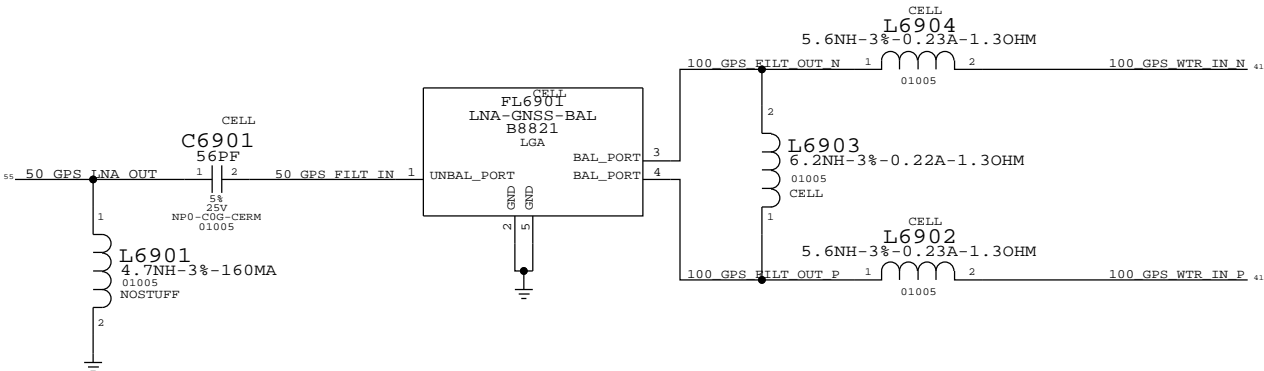 CELL
L6904
5.6NH-3%-0.23A-1.3OHM
100_GPS_FILT_OUT_N
1
2
100_GPS_WTR_IN_N
41
01005
CELL
FL6901
LNA-GNSS-BAL
B8821
LGA
2
CELL
C6901
56PF
BAL_PORT
3
L6903
6.2NH-3%-0.22A-1.3OHM
55
50_GPS_LNA_OUT
1
2
50_GPS_FILT_IN
1
UNBAL_PORT
BAL_PORT
4
01005
CELL
5%
25V
NP0-C0G-CERM
01005
GND
GND
2
5
1
1
CELL
L6902
5.6NH-3%-0.23A-1.3OHM
L6901
4.7NH-3%-160MA
01005
NOSTUFF
100_GPS_FILT_OUT_P
1
2
100_GPS_WTR_IN_P
41
01005
2